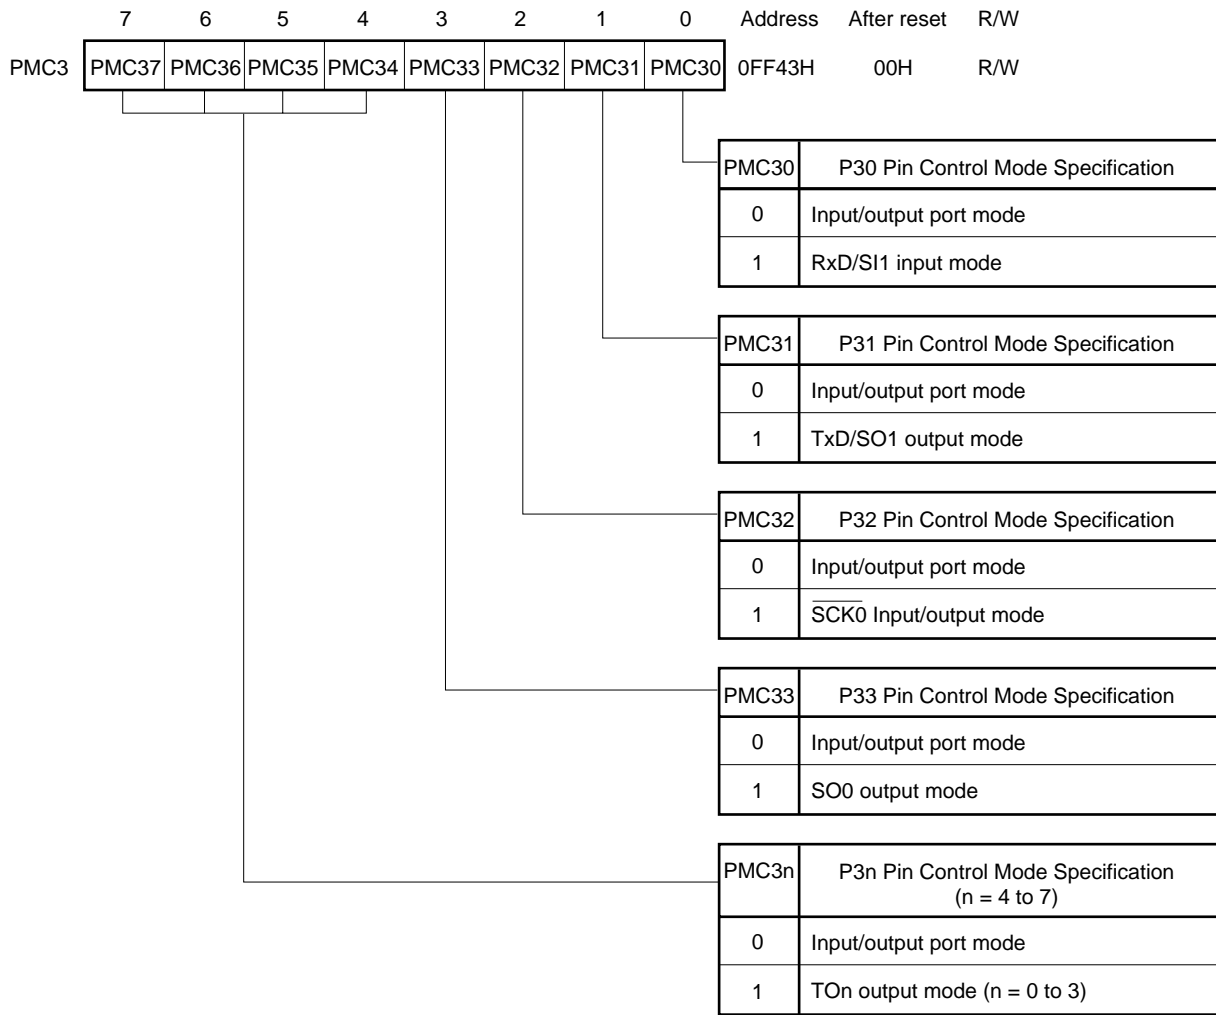 7 6 5 4 3 2 1 0 Address After reset R/W
PMC3 PMC37 PMC36 PMC35 PMC34 PMC33 PMC32 PMC31 PMC30 0FF43H 00H R/W
PMC30 P30 Pin Control Mode Specification
0 Input/output port mode
1 RxD/SI1 input mode
PMC31 P31 Pin Control Mode Specification
0 Input/output port mode
1 TxD/SO1 output mode
PMC32 P32 Pin Control Mode Specification
0 Input/output port mode
1 S̅C̅K̅0̅ Input/output mode
PMC33 P33 Pin Control Mode Specification
0 Input/output port mode
1 SO0 output mode
PMC3n P3n Pin Control Mode Specification
(n = 4 to 7)
0 Input/output port mode
1 TOn output mode (n = 0 to 3)